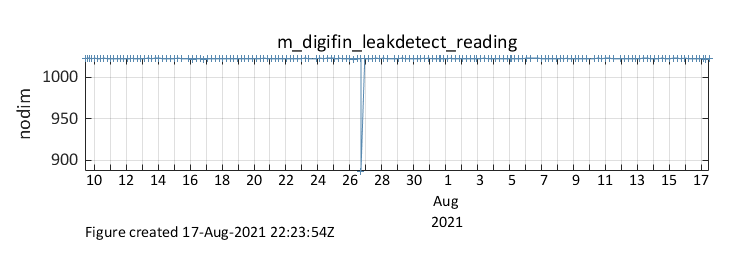 m_digifin_leakdetect_reading
nodim
1000
950
900
10 12 14 16 18 20 22 24 26 28 30 1 3 5 7 9 11 13 15 17
Aug
2021
Figure created 17-Aug-2021 22:23:54Z